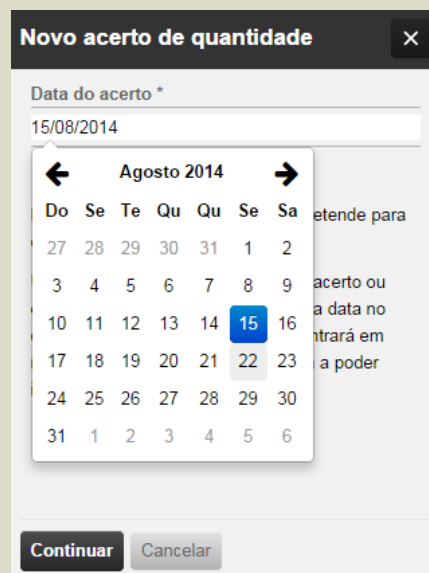 Novo acerto de quantidade
Data do acerto *
15/08/2014
Agosto 2014
Do Se Te Qu Qu Se Sa
27 28 29 30 31 1 2
3 4 5 6 7 8 9
10 11 12 13 14 15 16
17 18 19 20 21 22 23
24 25 26 27 28 29 30
31 1 2 3 4 5 6
para
acerto ou
a data no
em
a poder
Continuar Cancelar